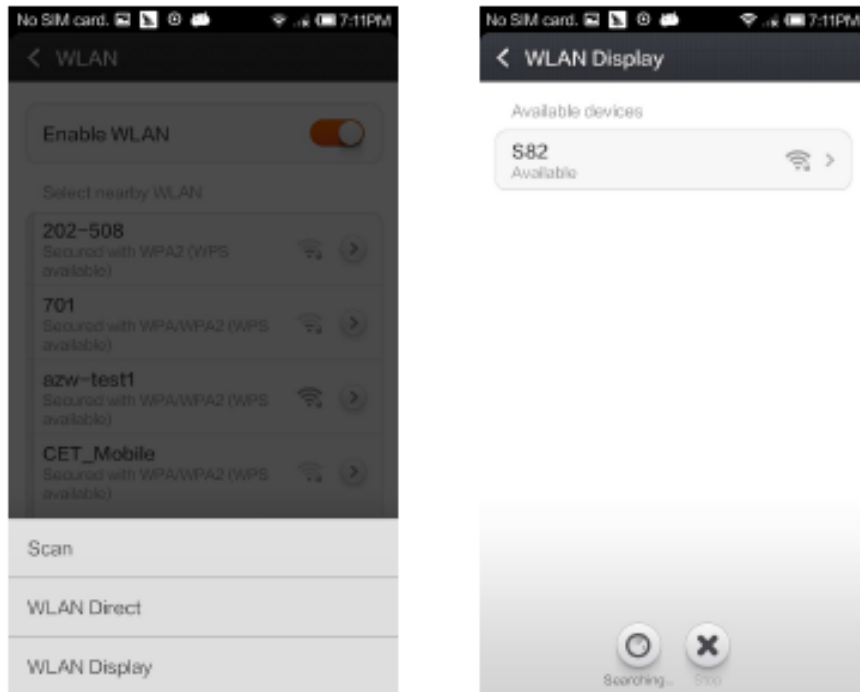 No SIM card. 7:11PM
WLAN
Enable WLAN
Select nearby WLAN
202-508
Secured with WPA2 (WPS
available)
701
Secured with WPA/WPA2 (WPS
available)
azw-test1
Secured with WPA/WPA2 (WPS
available)
CET_Mobile
Secured with WPA/WPA2 (WPS
available)
Scan
WLAN Direct
WLAN Display
No SIM card. 7:11PM
WLAN Display
Available devices
S82
Available
Searching... Stop